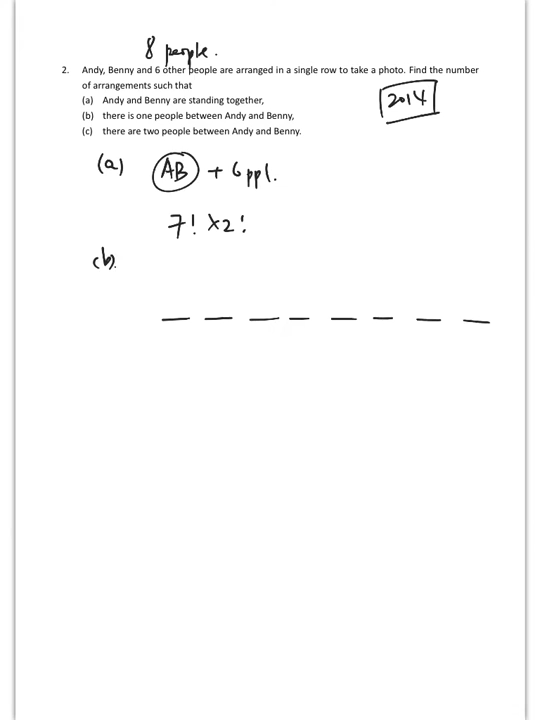 8 people.
2. Andy, Benny and 6 other people are arranged in a single row to take a photo. Find the number
of arrangements such that
(a) Andy and Benny are standing together,
2014
(b) there is one people between Andy and Benny,
(c) there are two people between Andy and Benny.
(a) AB + 6 ppl.
7! × 2!
(b).